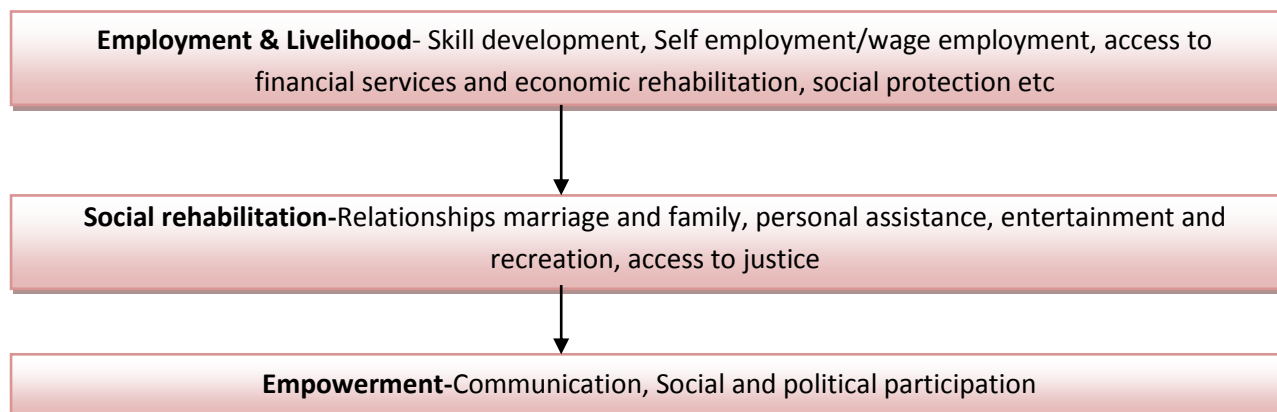 Employment & Livelihood- Skill development, Self employment/wage employment, access to
financial services and economic rehabilitation, social protection etc
Social rehabilitation-Relationships marriage and family, personal assistance, entertainment and
recreation, access to justice
Empowerment-Communication, Social and political participation